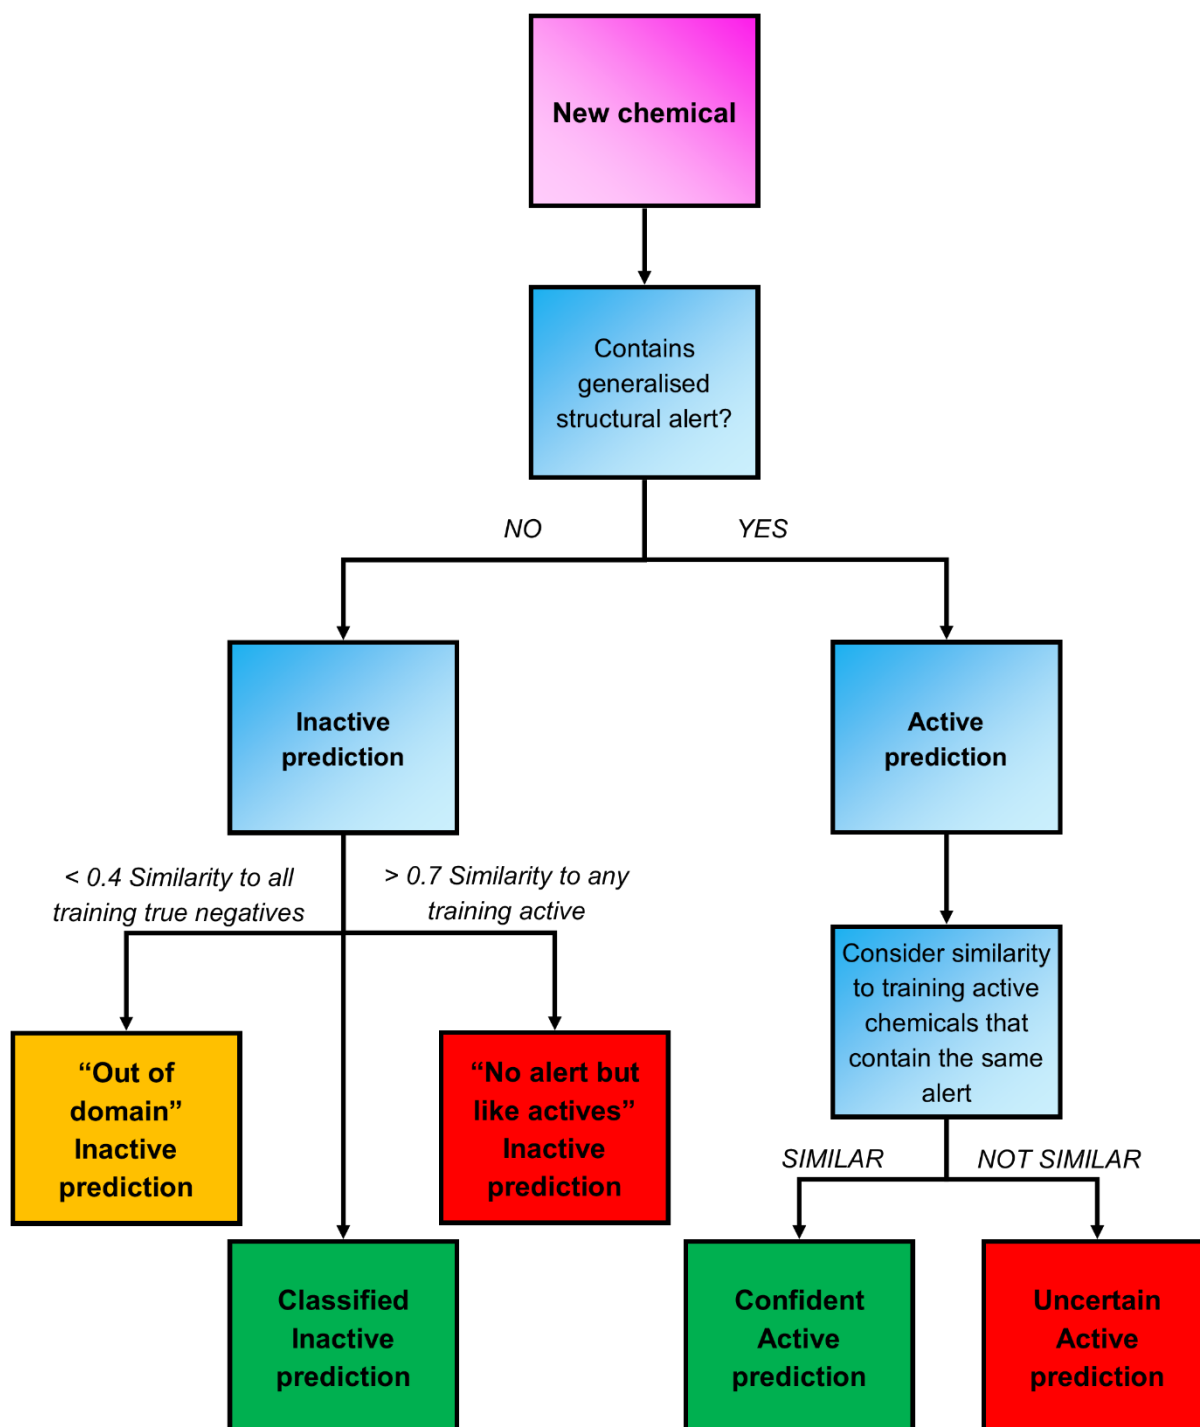 New chemical
Contains
generalised
structural alert?
NO
YES
Inactive
prediction
Active
prediction
< 0.4 Similarity to all
training true negatives
> 0.7 Similarity to any
training active
Consider similarity
to training active
chemicals that
contain the same
alert
“Out of
domain”
Inactive
prediction
“No alert but
like actives”
Inactive
prediction
SIMILAR
NOT SIMILAR
Classified
Inactive
prediction
Confident
Active
prediction
Uncertain
Active
prediction